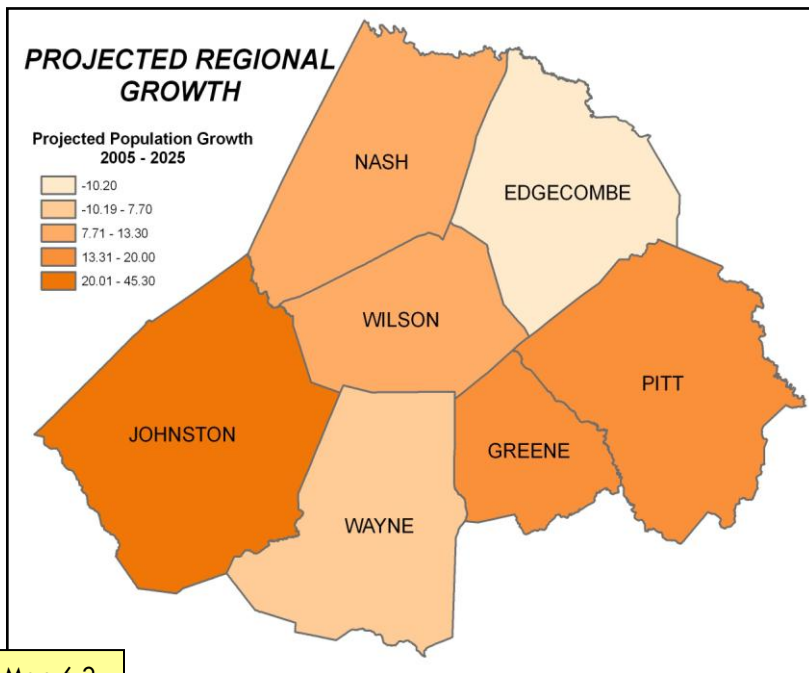 PROJECTED REGIONAL
GROWTH
Projected Population Growth
2005 - 2025
-10.20
-10.19 - 7.70
7.71 - 13.30
13.31 - 20.00
20.01 - 45.30
NASH
EDGECOMBE
WILSON
PITT
JOHNSTON
GREENE
WAYNE